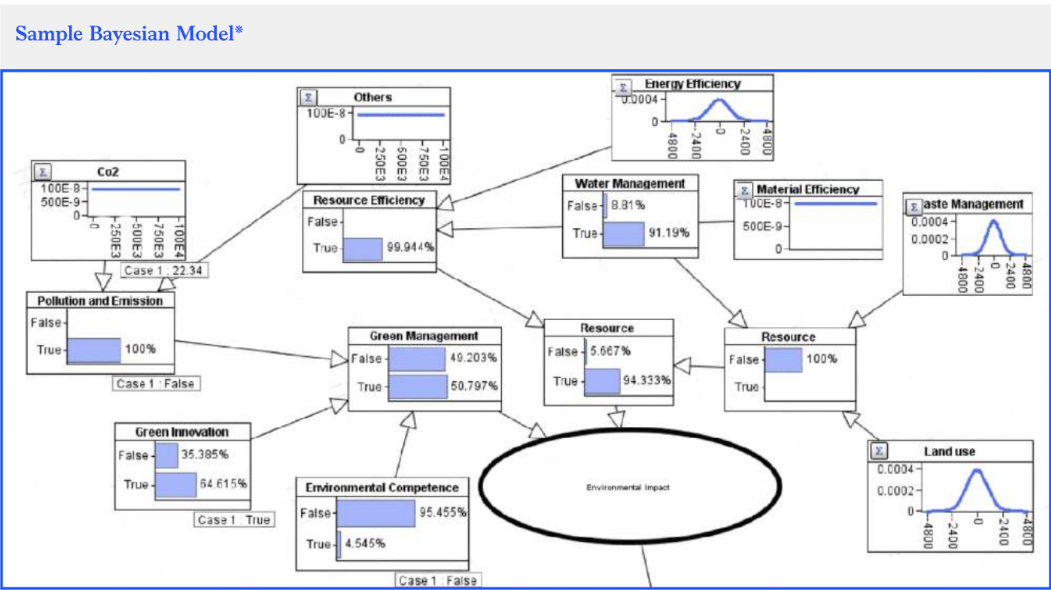 Sample Bayesian Model*
Others
100E-8
0
0
250E3
500E3
750E3
100E4
Energy Efficiency
0.0004
0
-4800
-2400
0
2400
4800
Co2
100E-8
500E-9
0
0
250E3
500E3
750E3
100E4
Case 1 : 22.34
Resource Efficiency
False
True
99.944%
Water Management
False
8.81%
True
91.19%
Material Efficiency
100E-8
500E-9
0
aste Management
0.0004
0.0002
0
-4800
-2400
0
2400
4800
Pollution and Emission
False
True
100%
Case 1 : False
Green Management
False
49.203%
True
50.797%
Resource
False
5.667%
True
94.333%
Resource
False
100%
True
Green Innovation
False
35.385%
True
64.615%
Case 1 : True
Environmental Competence
False
95.455%
True
4.545%
Case 1 : False
Environmental Impact
Land use
0.0004
0.0002
0
-4800
-2400
0
2400
4800